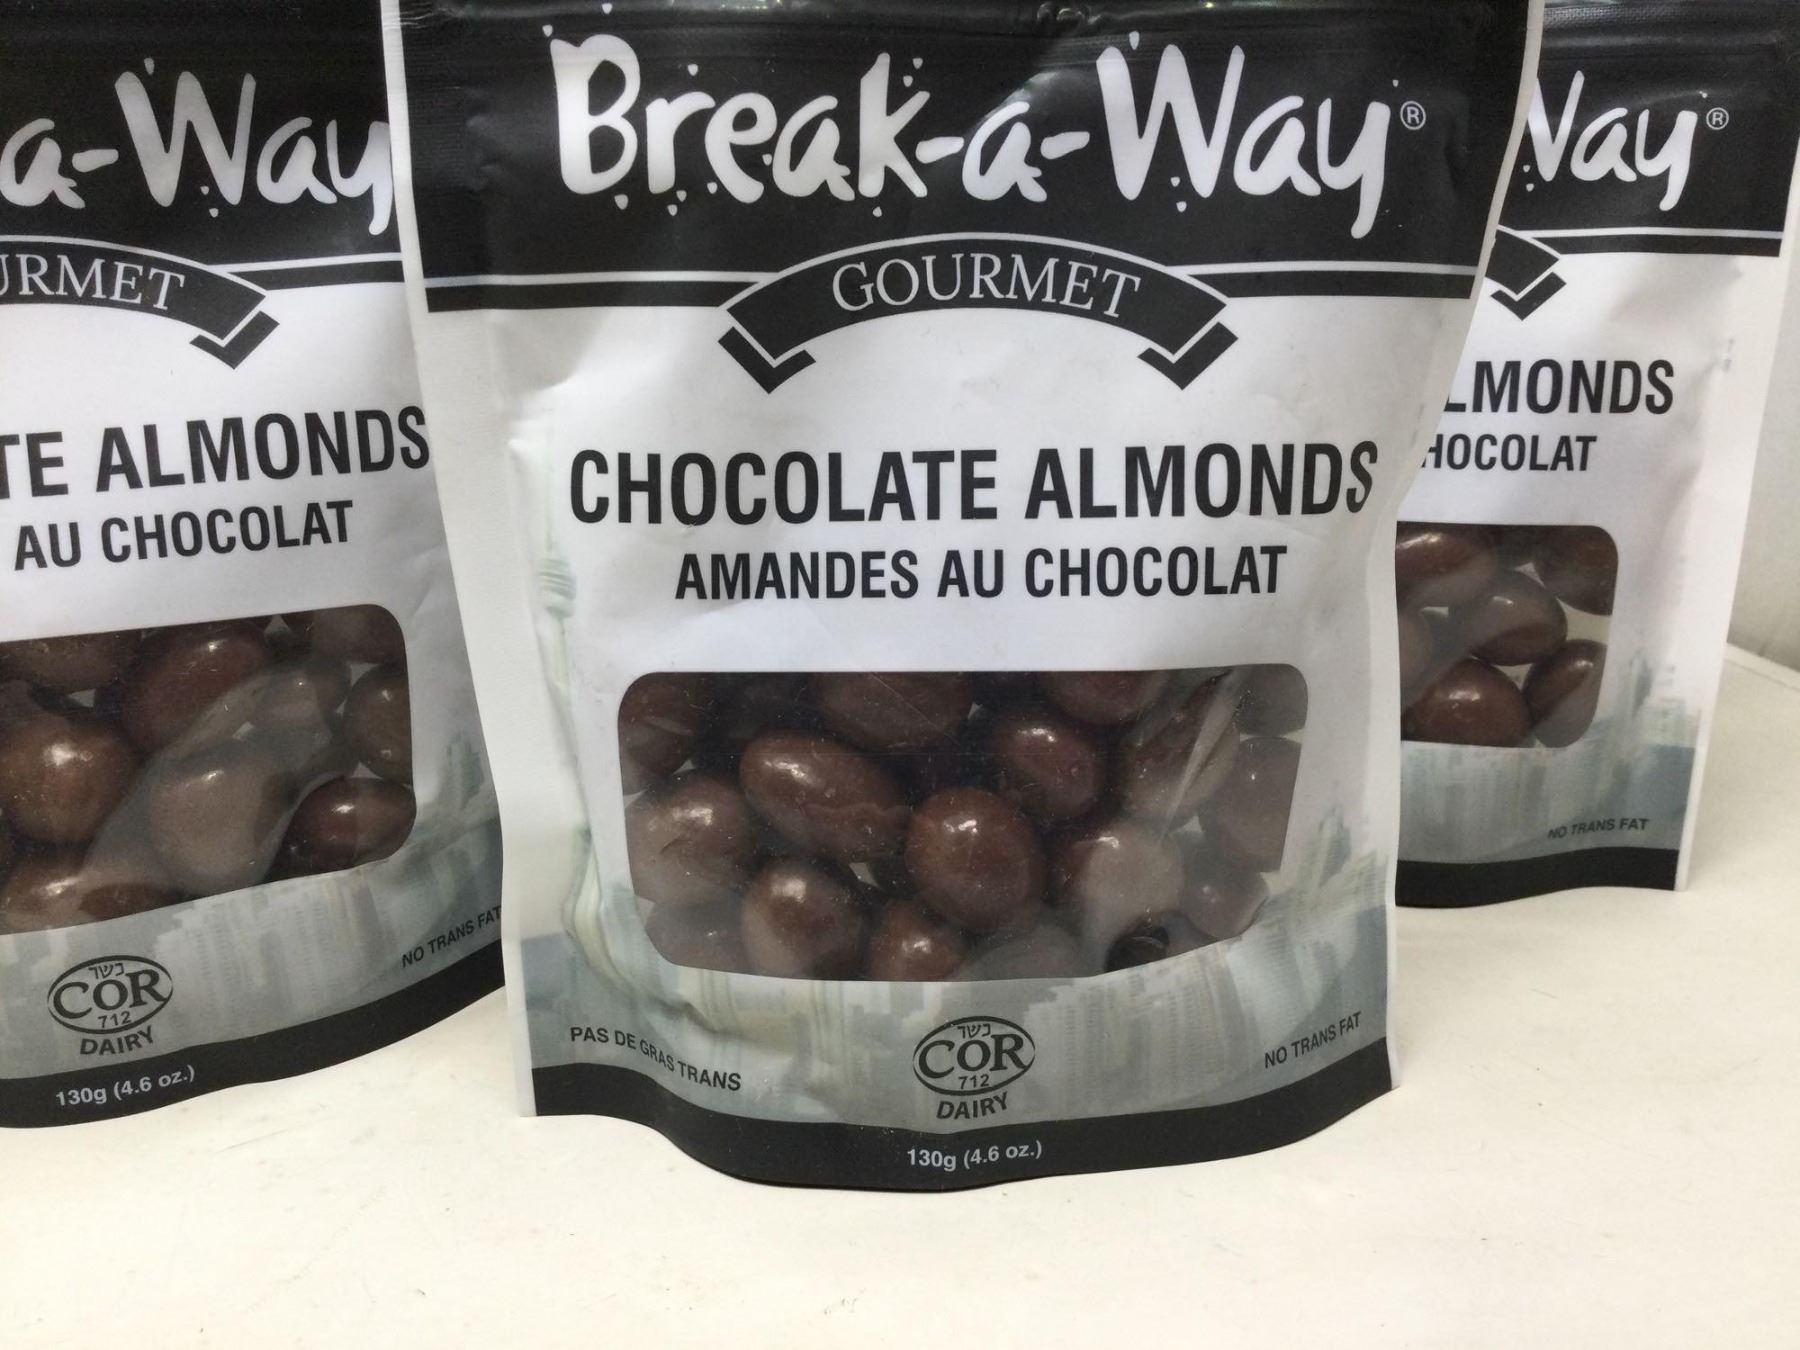 a-Way
URMET
TE ALMONDS
AU CHOCOLAT
NO TRANS FAT
כשר
COR
712
DAIRY
130g (4.6 oz.)
Break-a-Way®
GOURMET
CHOCOLATE ALMONDS
AMANDES AU CHOCOLAT
PAS DE GRAS TRANS
כשר
COR
712
DAIRY
NO TRANS FAT
130g (4.6 oz.)
Way®
LMONDS
HOCOLAT
NO TRANS FAT